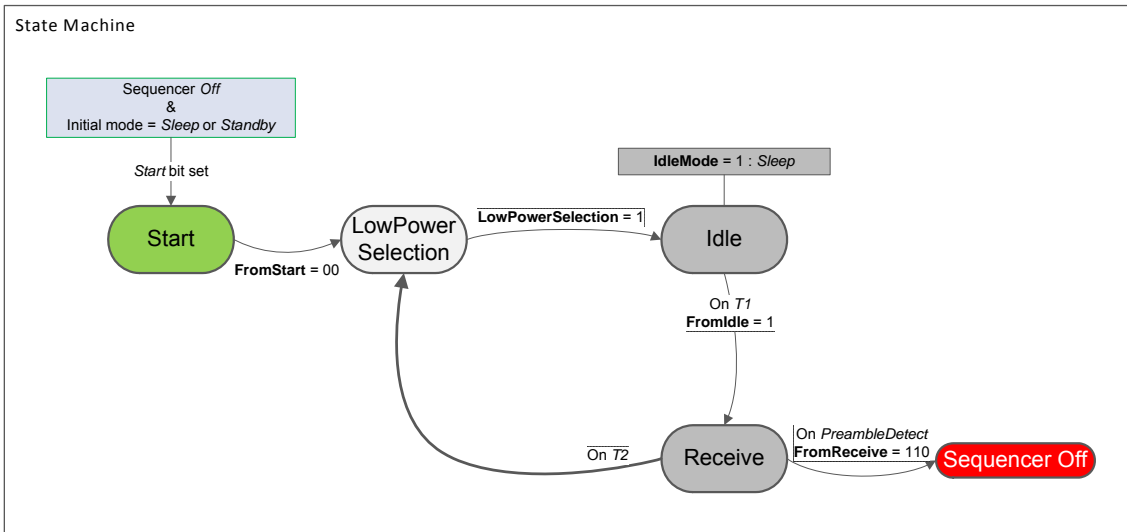 State Machine
Sequencer Off
&
Initial mode = Sleep or Standby
Start bit set
IdleMode = 1 : Sleep
Start
FromStart = 00
LowPower
Selection
LowPowerSelection = 1
Idle
On T1
FromIdle = 1
On T2
Receive
On PreambleDetect
FromReceive = 110
Sequencer Off